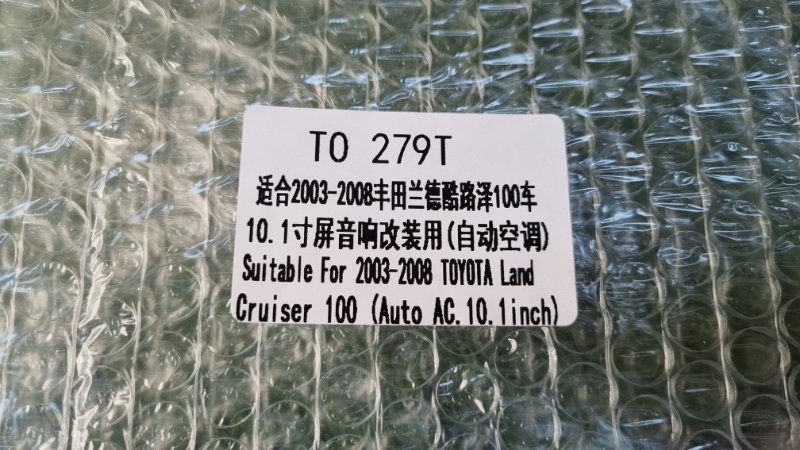 TO 279T
适合2003-2008丰田兰德酷路泽100车
10.1寸屏音响改装用(自动空调)
Suitable For 2003-2008 TOYOTA Land
Cruiser 100 (Auto AC.10.1inch)